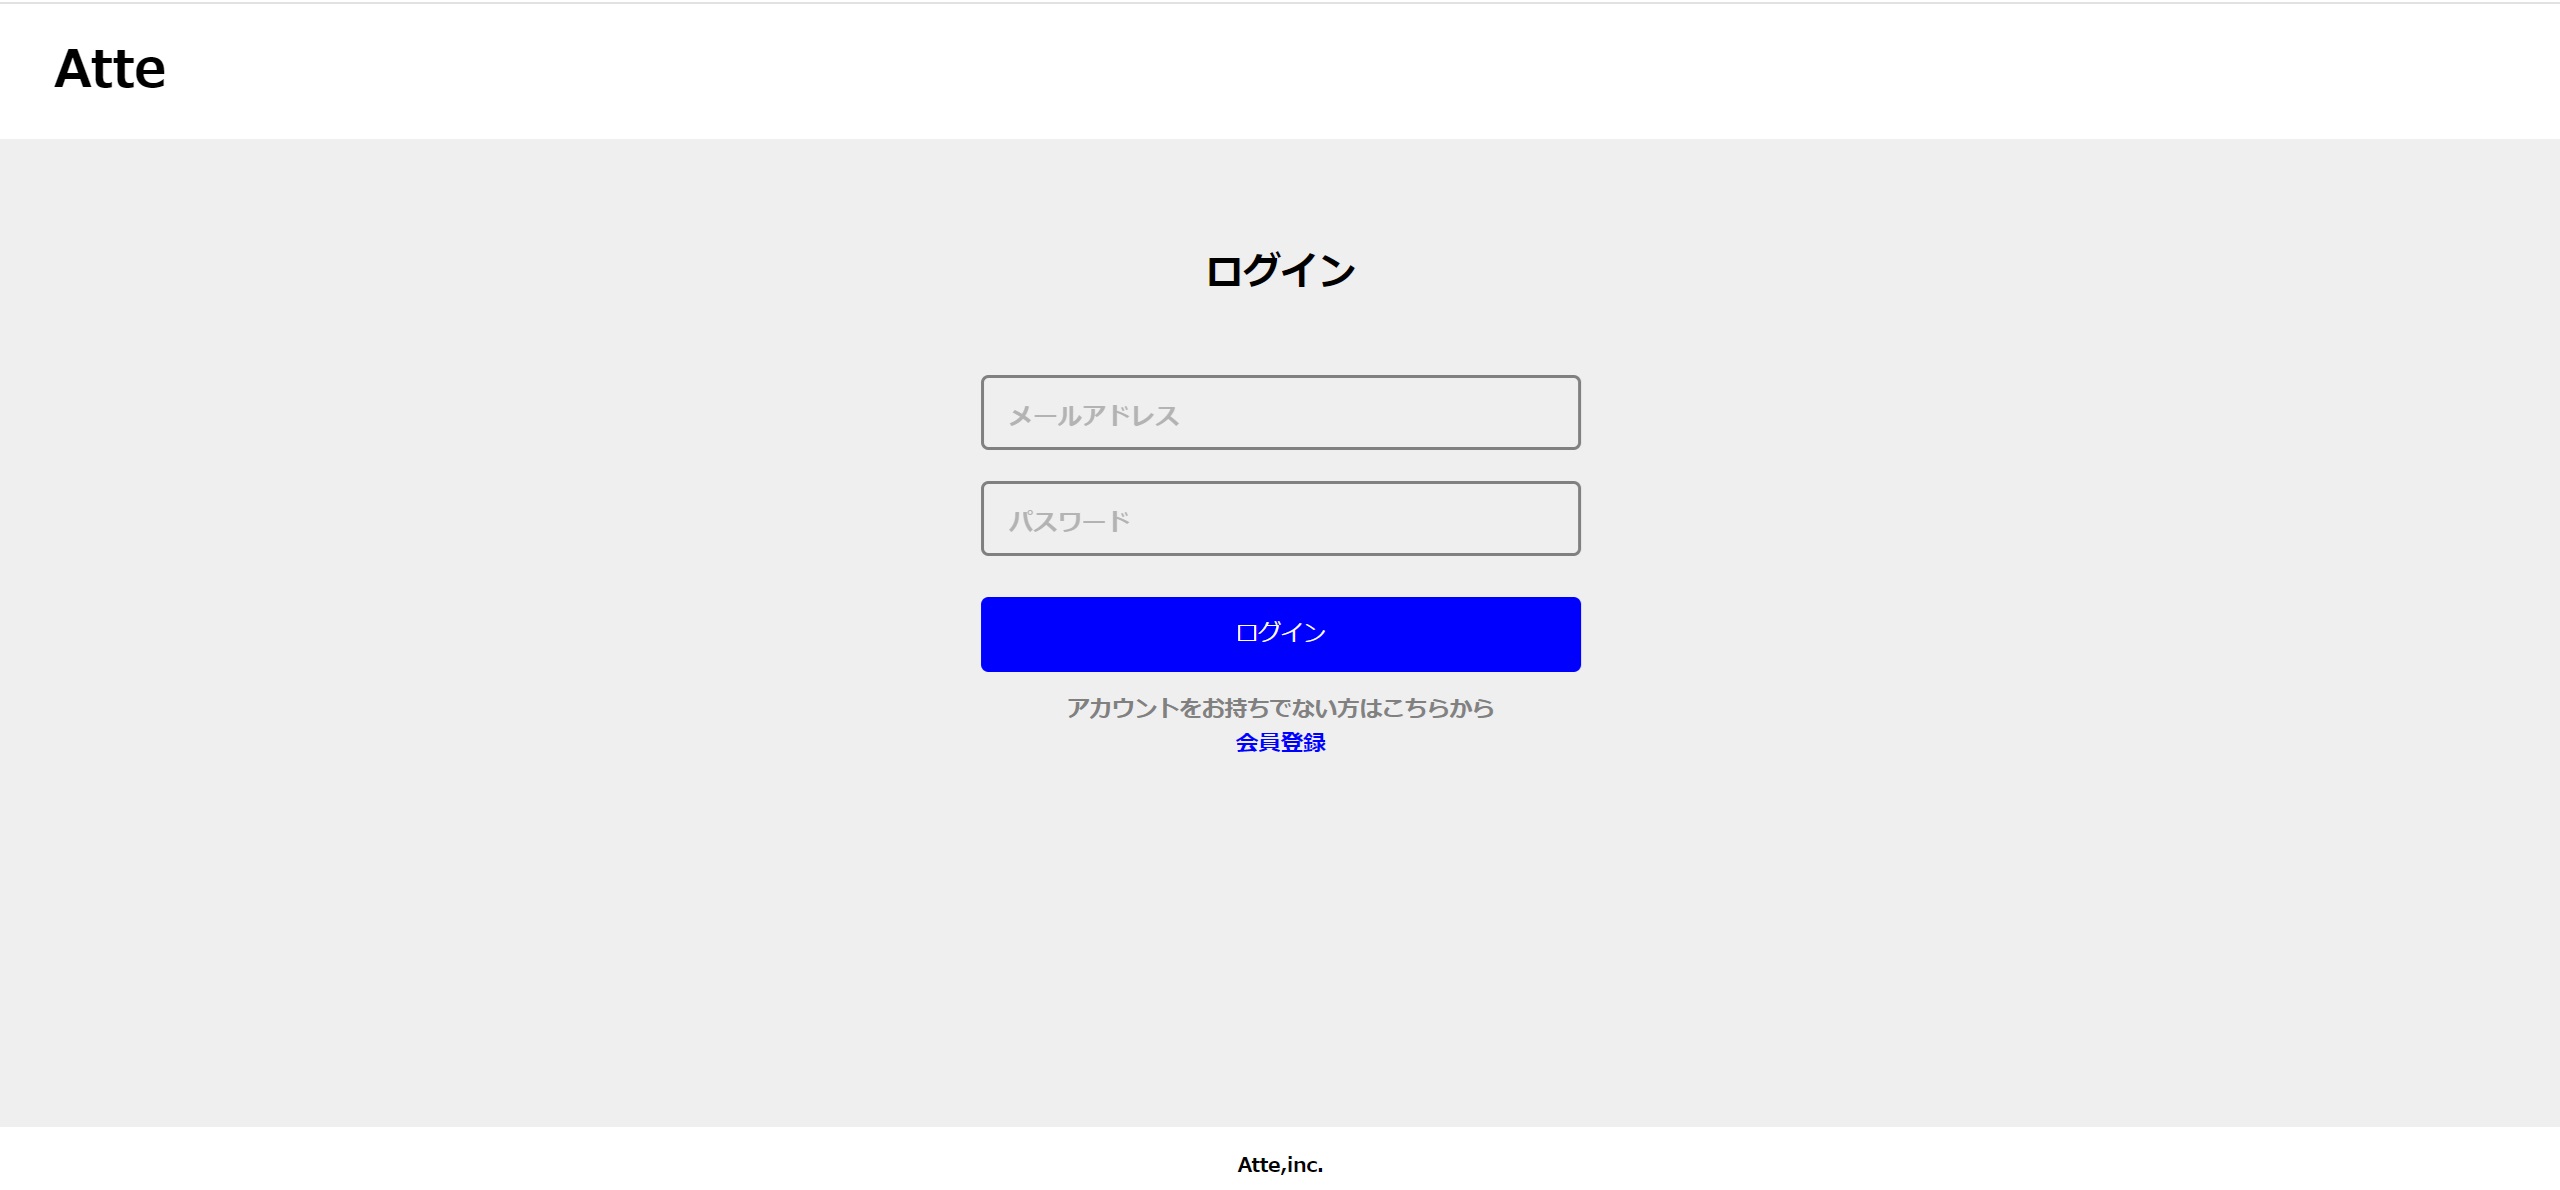 Atte
ログイン
メールアドレス
パスワード
ログイン
アカウントをお持ちでない方はこちらから
会員登録
Atte,inc.